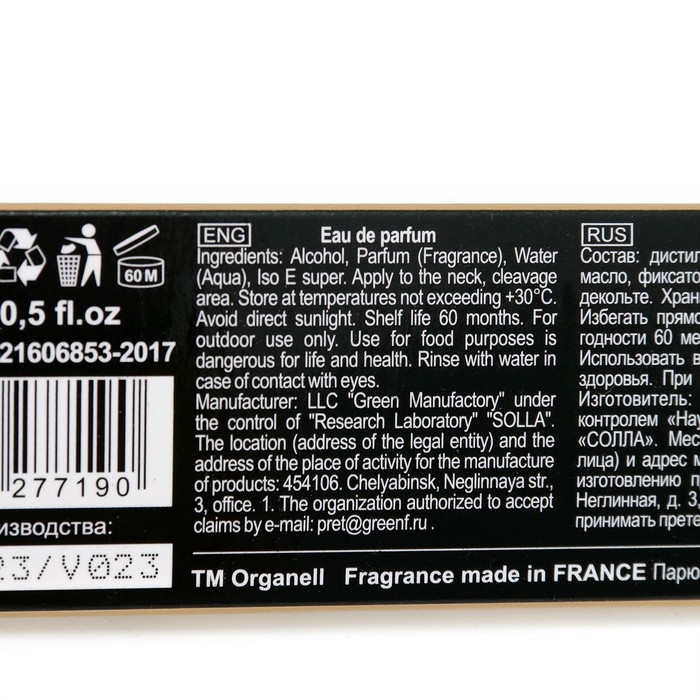 60 M
0,5 fl.oz
21606853-2017
277190
изводства:
23/V023
ENG
Eau de parfum
Ingredients: Alcohol, Parfum (Fragrance), Water
(Aqua), Iso E super. Apply to the neck, cleavage
area. Store at temperatures not exceeding +30°C.
Avoid direct sunlight. Shelf life 60 months. For
outdoor use only. Use for food purposes is
dangerous for life and health. Rinse with water in
case of contact with eyes.
Manufacturer: LLC "Green Manufactory" under
the control of "Research Laboratory" "SOLLA".
The location (address of the legal entity) and the
address of the place of activity for the manufacture
of products: 454106. Chelyabinsk, Neglinnaya str.,
3, office. 1. The organization authorized to accept
claims by e-mail: pret@greenf.ru .
TM Organell Fragrance made in FRANCE Парю
RUS
Состав: дистил
масло, фиксато
декольте. Хран
Избегать прямо
годности 60 ме
Использовать в
здоровья. При
Изготовитель:
контролем «Нау
«СОЛЛА». Мес
лица) и адрес м
изготовлению пр
Неглинная, д. 3,
принимать прете